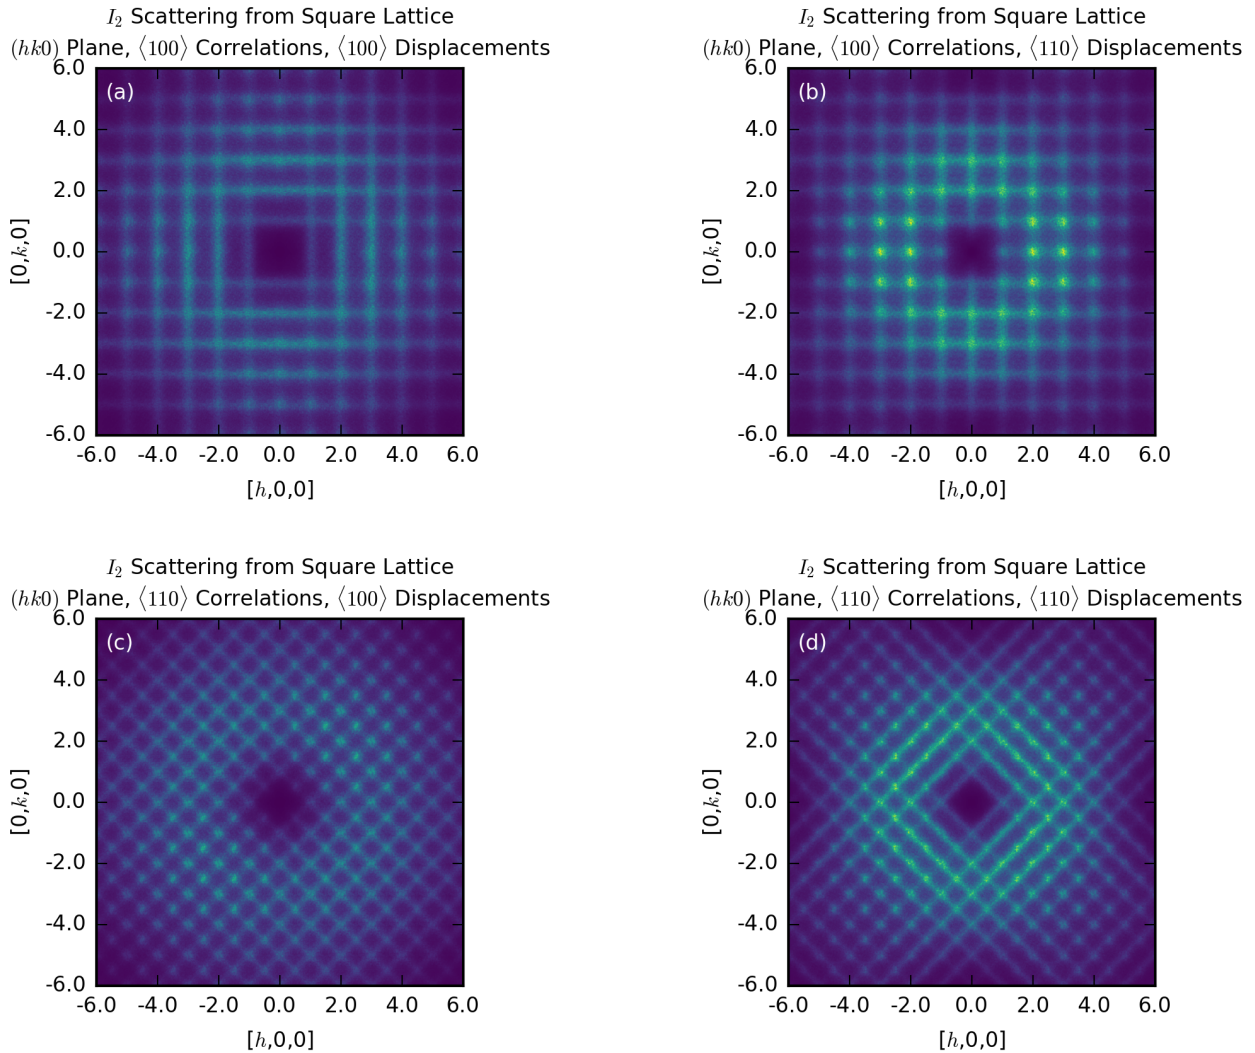 I₂ Scattering from Square Lattice
(hk0) Plane, ⟨100⟩ Correlations, ⟨100⟩ Displacements
(a)
6.0
4.0
2.0
0.0
-2.0
-4.0
-6.0
[0,k,0]
-6.0 -4.0 -2.0 0.0 2.0 4.0 6.0
[h,0,0]
I₂ Scattering from Square Lattice
(hk0) Plane, ⟨100⟩ Correlations, ⟨110⟩ Displacements
(b)
6.0
4.0
2.0
0.0
-2.0
-4.0
-6.0
[0,k,0]
-6.0 -4.0 -2.0 0.0 2.0 4.0 6.0
[h,0,0]
I₂ Scattering from Square Lattice
(hk0) Plane, ⟨110⟩ Correlations, ⟨100⟩ Displacements
(c)
6.0
4.0
2.0
0.0
-2.0
-4.0
-6.0
[0,k,0]
-6.0 -4.0 -2.0 0.0 2.0 4.0 6.0
[h,0,0]
I₂ Scattering from Square Lattice
(hk0) Plane, ⟨110⟩ Correlations, ⟨110⟩ Displacements
(d)
6.0
4.0
2.0
0.0
-2.0
-4.0
-6.0
[0,k,0]
-6.0 -4.0 -2.0 0.0 2.0 4.0 6.0
[h,0,0]